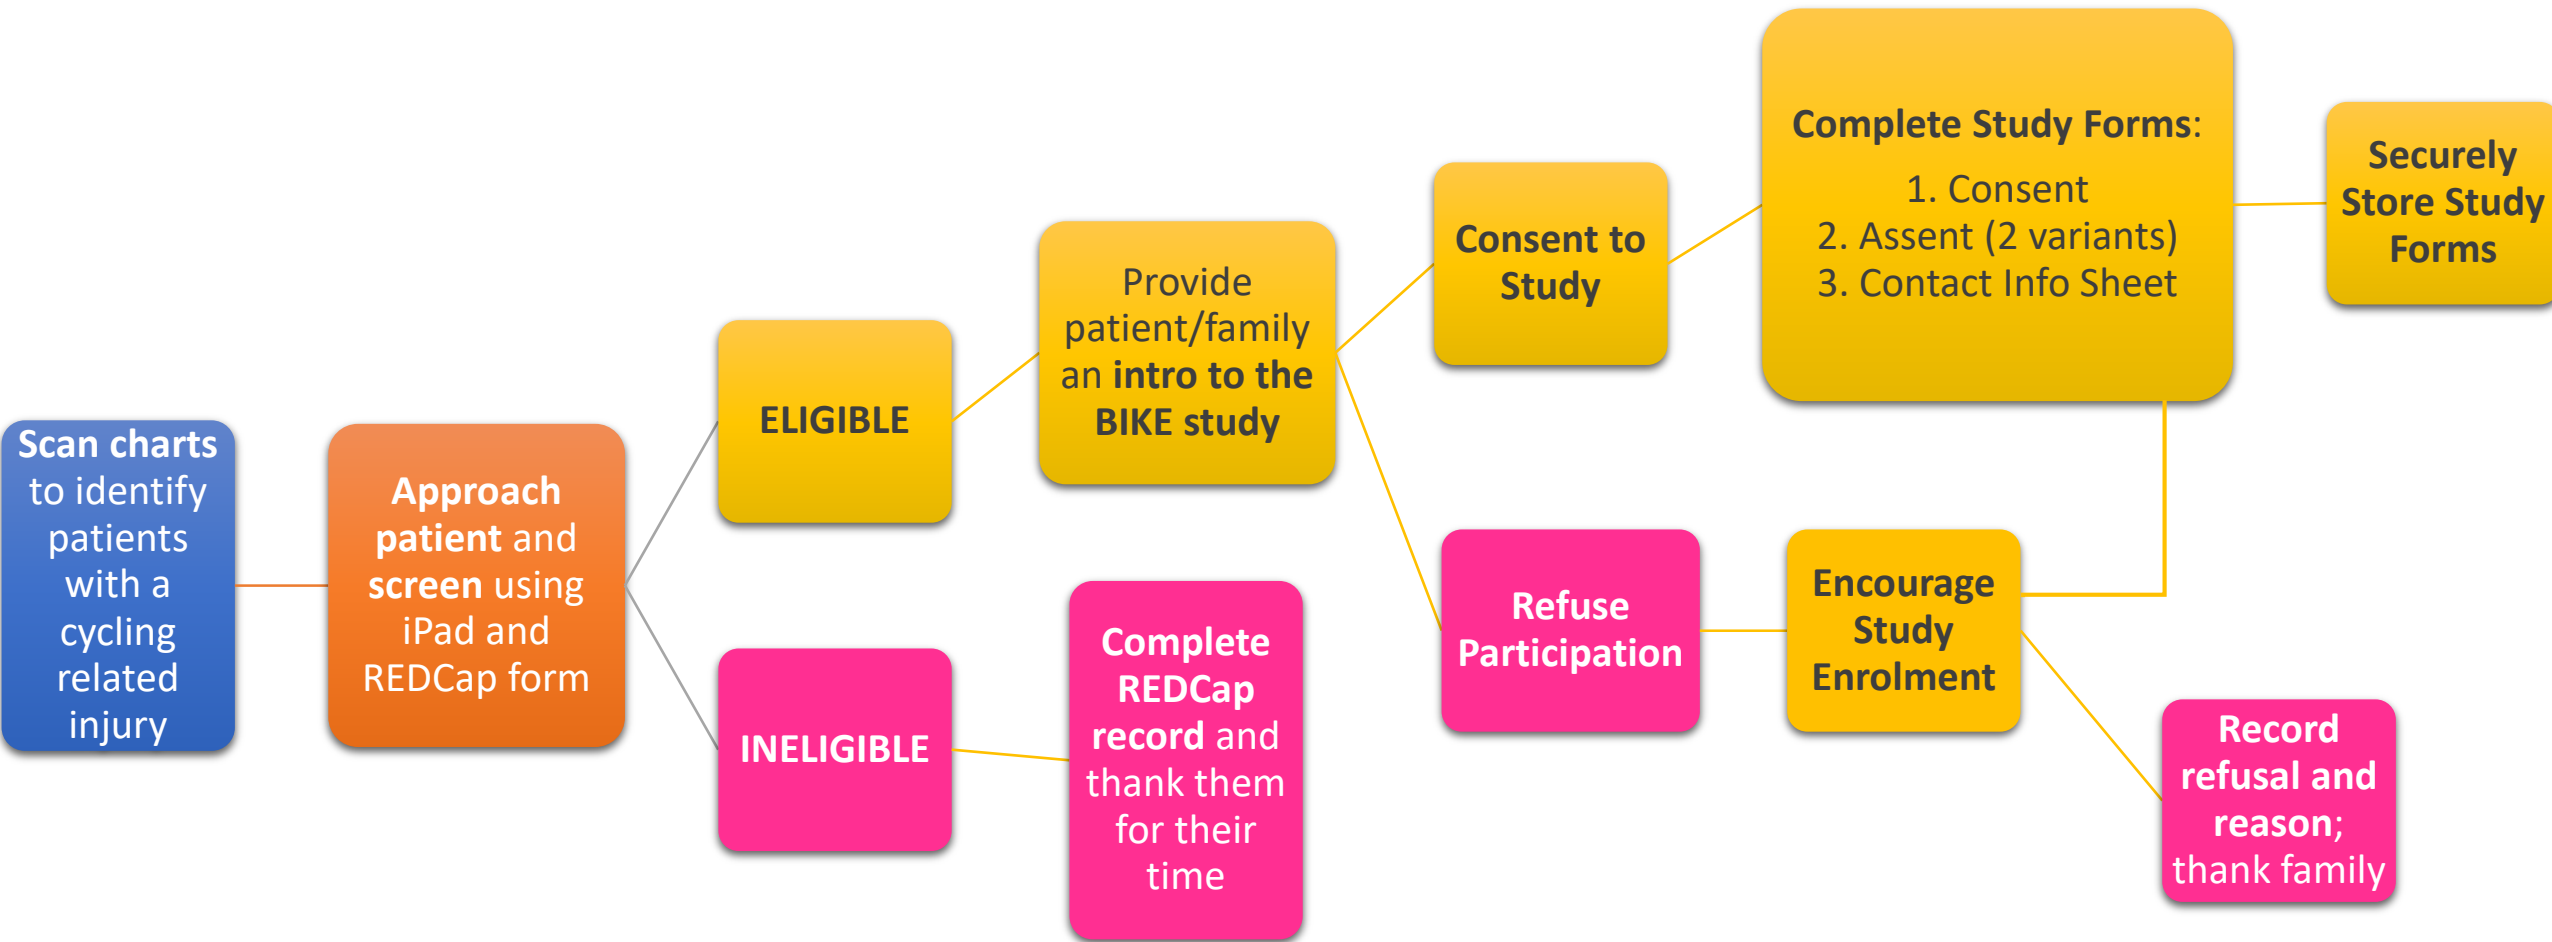 Scan charts
to identify
patients
with a
cycling
related
injury
Approach
patient and
screen using
iPad and
REDCap form
ELIGIBLE
INELIGIBLE
Provide
patient/family
an intro to the
BIKE study
Complete
REDCap
record and
thank them
for their
time
Consent to
Study
Refuse
Participation
Complete Study Forms:
1. Consent
2. Assent (2 variants)
3. Contact Info Sheet
Encourage
Study
Enrolment
Securely
Store Study
Forms
Record
refusal and
reason;
thank family